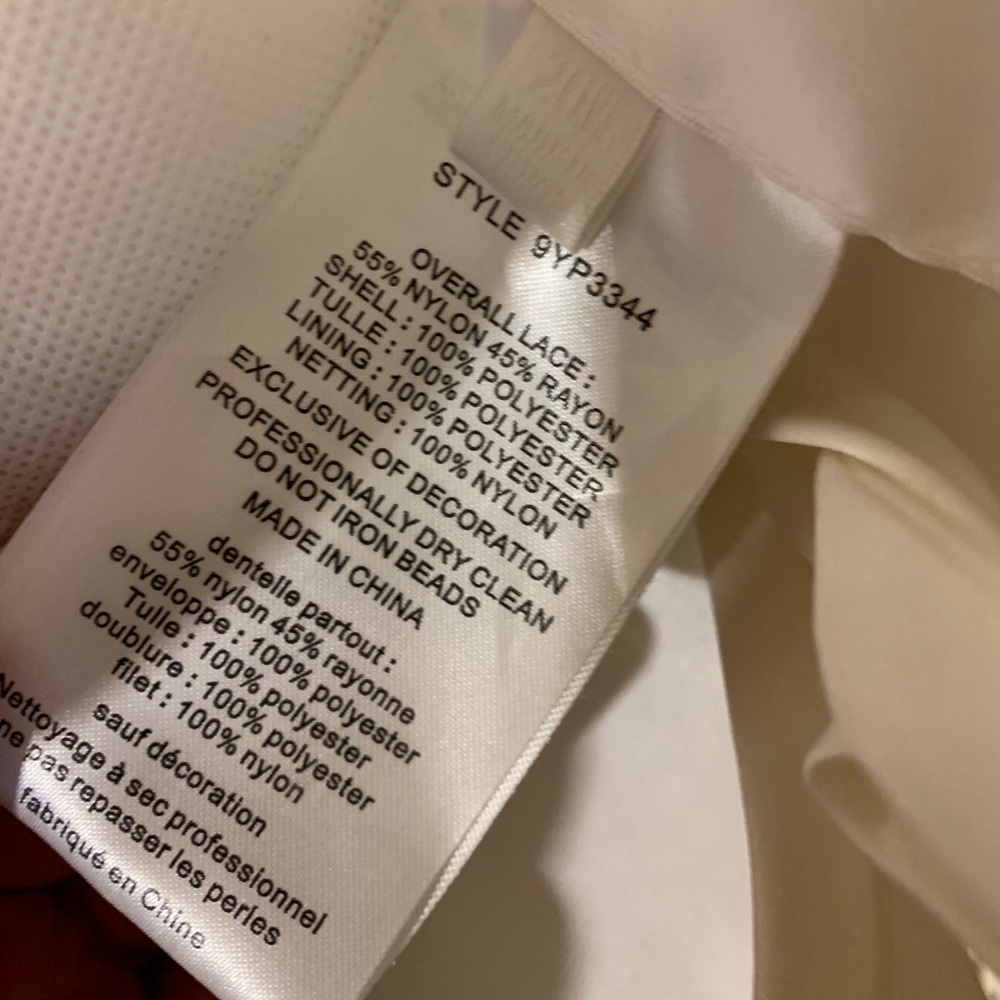 STYLE 9YP3344
OVERALL LACE :
55% NYLON 45% RAYON
SHELL : 100% POLYESTER
TULLE : 100% POLYESTER
LINING : 100% POLYESTER
NETTING : 100% NYLON
EXCLUSIVE OF DECORATION
PROFESSIONALLY DRY CLEAN
DO NOT IRON BEADS
MADE IN CHINA
dentelle partout :
55% nylon 45% rayonne
enveloppe : 100% polyester
Tulle : 100% polyester
doublure : 100% polyester
filet : 100% nylon
sauf décoration
Nettoyage à sec professionnel
ne pas repasser les perles
fabriqué en Chine